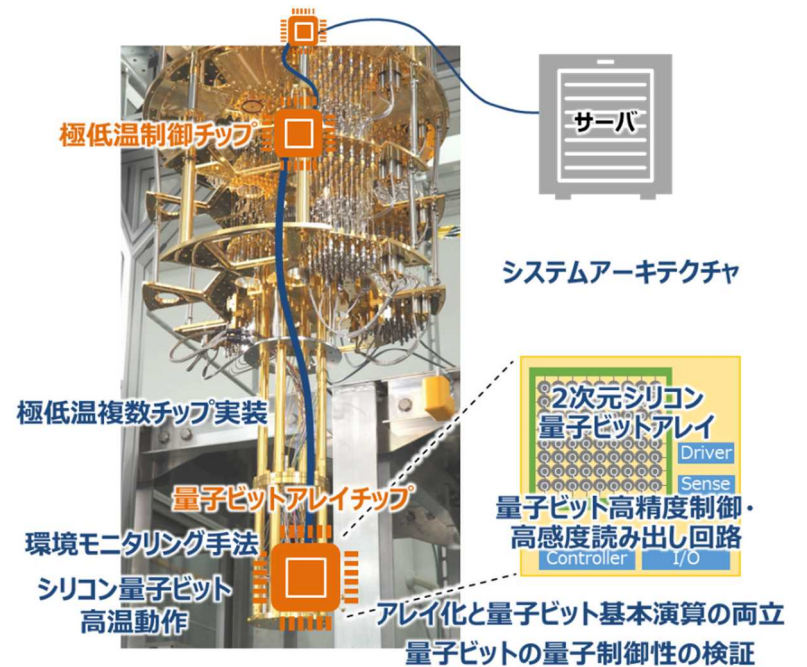 極低温制御チップ
サーバ
システムアーキテクチャ
極低温複数チップ実装
2次元シリコン
量子ビットアレイ
Driver
Sense
量子ビットアレイチップ
量子ビット高精度制御・
高感度読み出し回路
環境モニタリング手法
Controller
I/O
シリコン量子ビット
高温動作
アレイ化と量子ビット基本演算の両立
量子ビットの量子制御性の検証